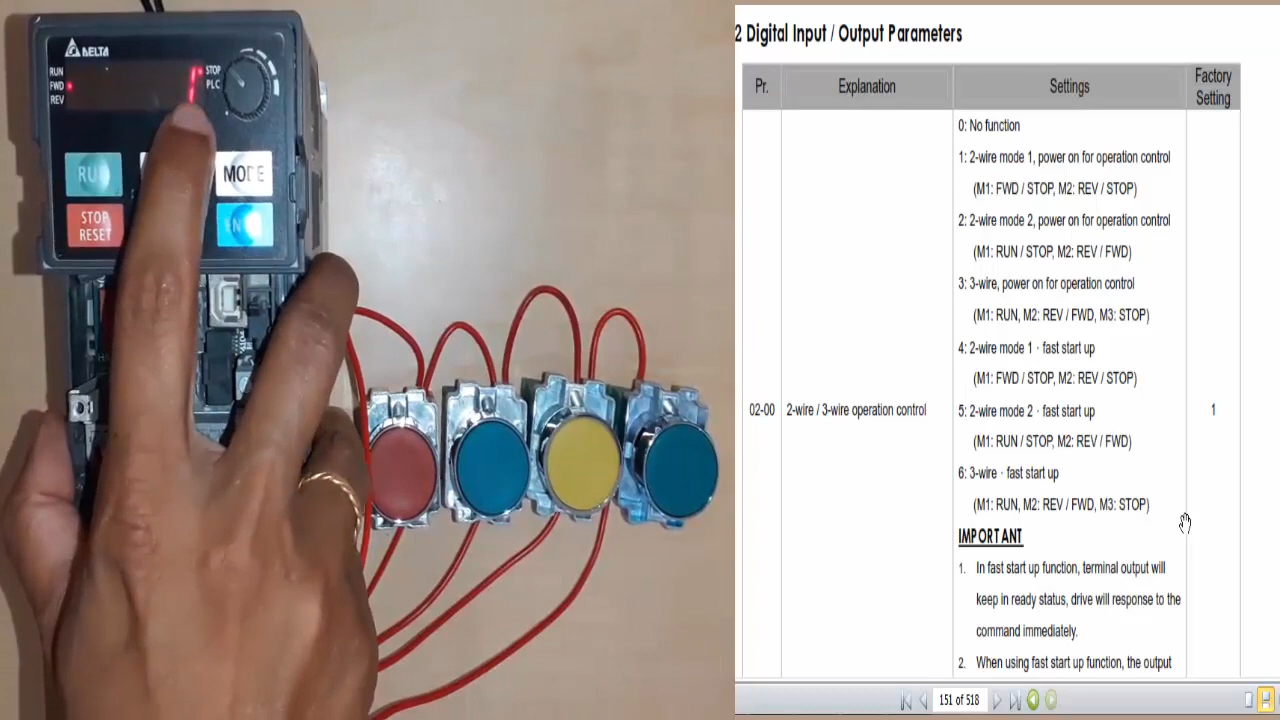 DELTA
RUN
FWD
REV
STOP
PLC
MODE
STOP
RESET
2 Digital Input / Output Parameters
Pr.
Explanation
Settings
Factory
Setting
0: No function
1: 2-wire mode 1, power on for operation control
(M1: FWD / STOP, M2: REV / STOP)
2: 2-wire mode 2, power on for operation control
(M1: RUN / STOP, M2: REV / FWD)
3: 3-wire, power on for operation control
(M1: RUN, M2: REV / FWD, M3: STOP)
4: 2-wire mode 1 · fast start up
(M1: FWD / STOP, M2: REV / STOP)
02-00
2-wire / 3-wire operation control
5: 2-wire mode 2 · fast start up
1
(M1: RUN / STOP, M2: REV / FWD)
6: 3-wire · fast start up
(M1: RUN, M2: REV / FWD, M3: STOP)
IMPORTANT
1. In fast start up function, terminal output will
keep in ready status, drive will response to the
command immediately.
2. When using fast start up function, the output
151 of 518